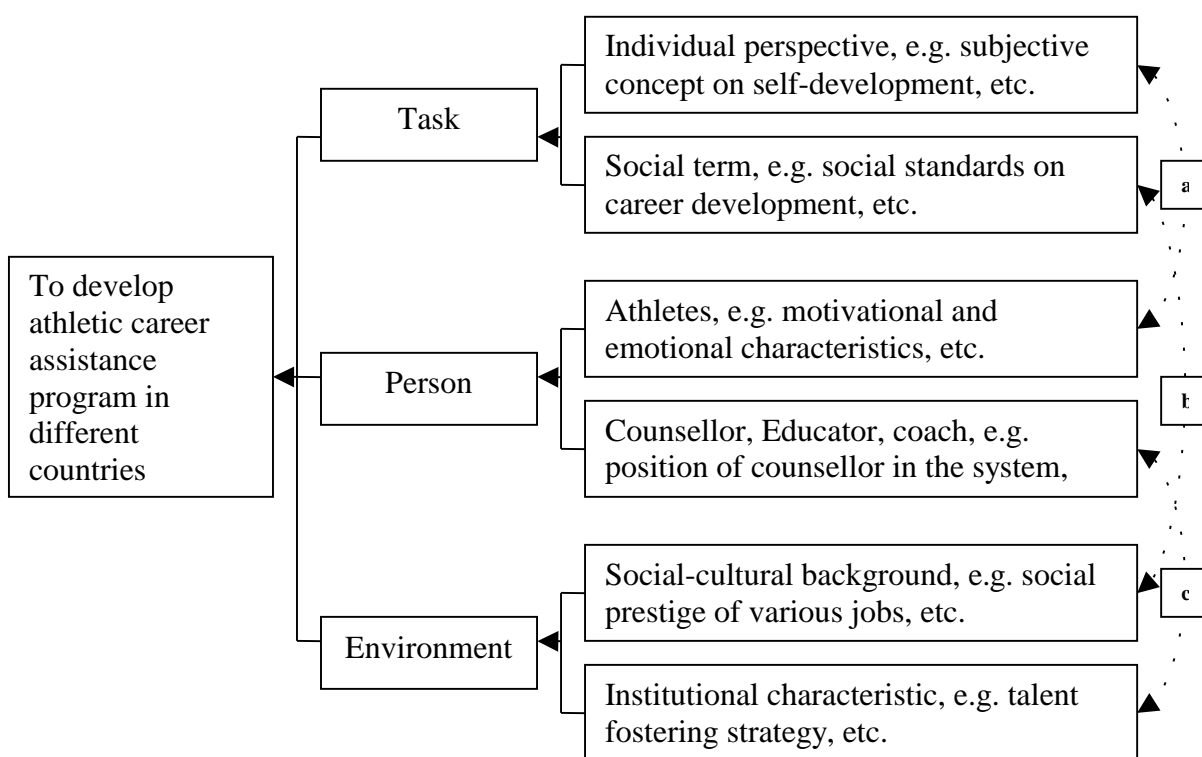 Individual perspective, e.g. subjective
concept on self-development, etc.
Task
Social term, e.g. social standards on
career development, etc.
a
To develop
athletic career
assistance
program in
different
countries
Athletes, e.g. motivational and
emotional characteristics, etc.
Person
b
Counsellor, Educator, coach, e.g.
position of counsellor in the system,
Social-cultural background, e.g. social
prestige of various jobs, etc.
c
Environment
Institutional characteristic, e.g. talent
fostering strategy, etc.